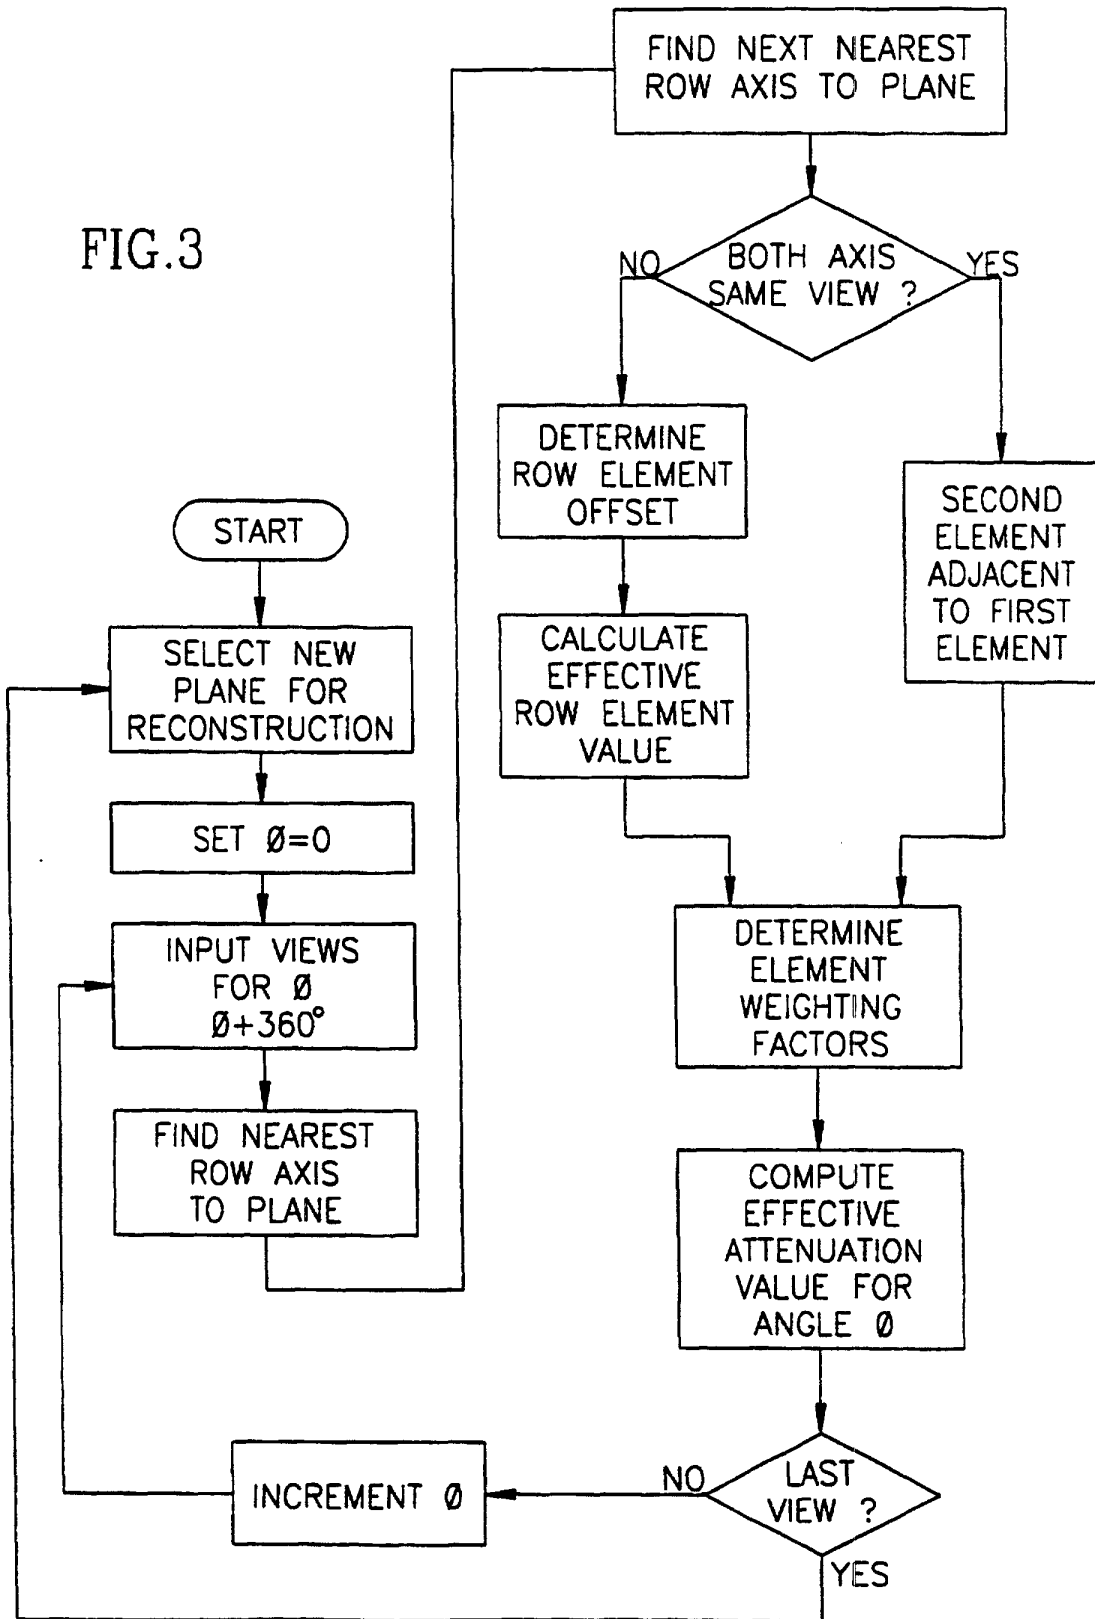 FIG.3
START
SELECT NEW
PLANE FOR
RECONSTRUCTION
SET Ø=0
INPUT VIEWS
FOR Ø
Ø+360°
FIND NEAREST
ROW AXIS
TO PLANE
FIND NEXT NEAREST
ROW AXIS TO PLANE
BOTH AXIS
SAME VIEW ?
NO
YES
DETERMINE
ROW ELEMENT
OFFSET
CALCULATE
EFFECTIVE
ROW ELEMENT
VALUE
SECOND
ELEMENT
ADJACENT
TO FIRST
ELEMENT
DETERMINE
ELEMENT
WEIGHTING
FACTORS
COMPUTE
EFFECTIVE
ATTENUATION
VALUE FOR
ANGLE Ø
LAST
VIEW ?
NO
YES
INCREMENT Ø